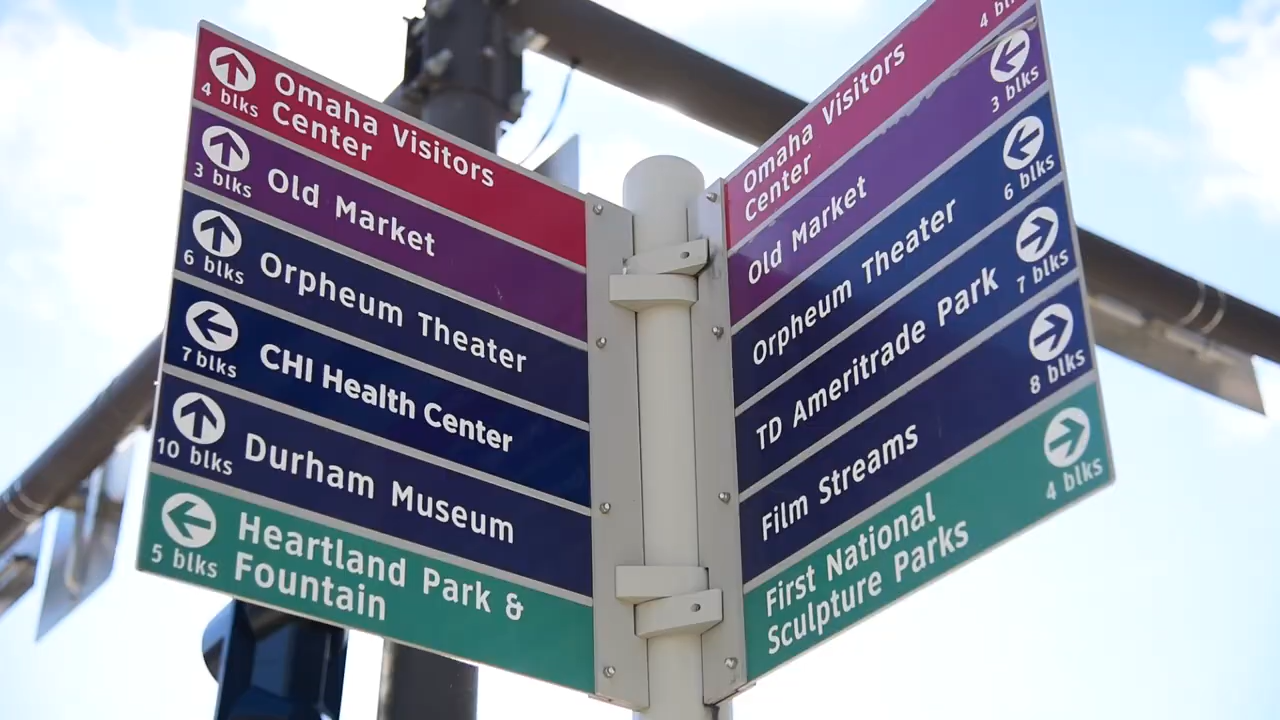 Omaha Visitors
Center
4 blks
Old Market
3 blks
Orpheum Theater
6 blks
CHI Health Center
7 blks
Durham Museum
10 blks
Heartland Park &
Fountain
5 blks
Omaha Visitors
Center
4
Old Market
3 blks
Orpheum Theater
6 blks
TD Ameritrade Park
7 blks
Film Streams
8 blks
First National
Sculpture Parks
4 blks